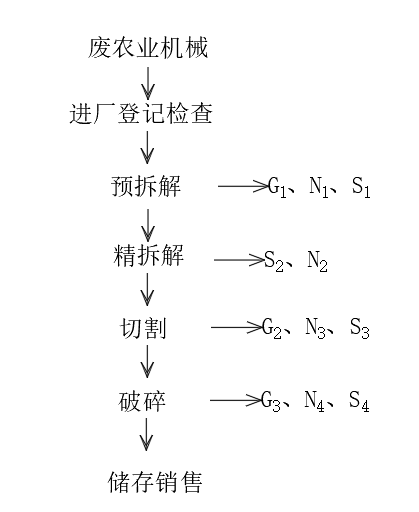 废农业机械
进厂登记检查
预拆解 G₁、N₁、S₁
精拆解 S₂、N₂
切割 G₂、N₃、S₃
破碎 G₃、N₄、S₄
储存销售